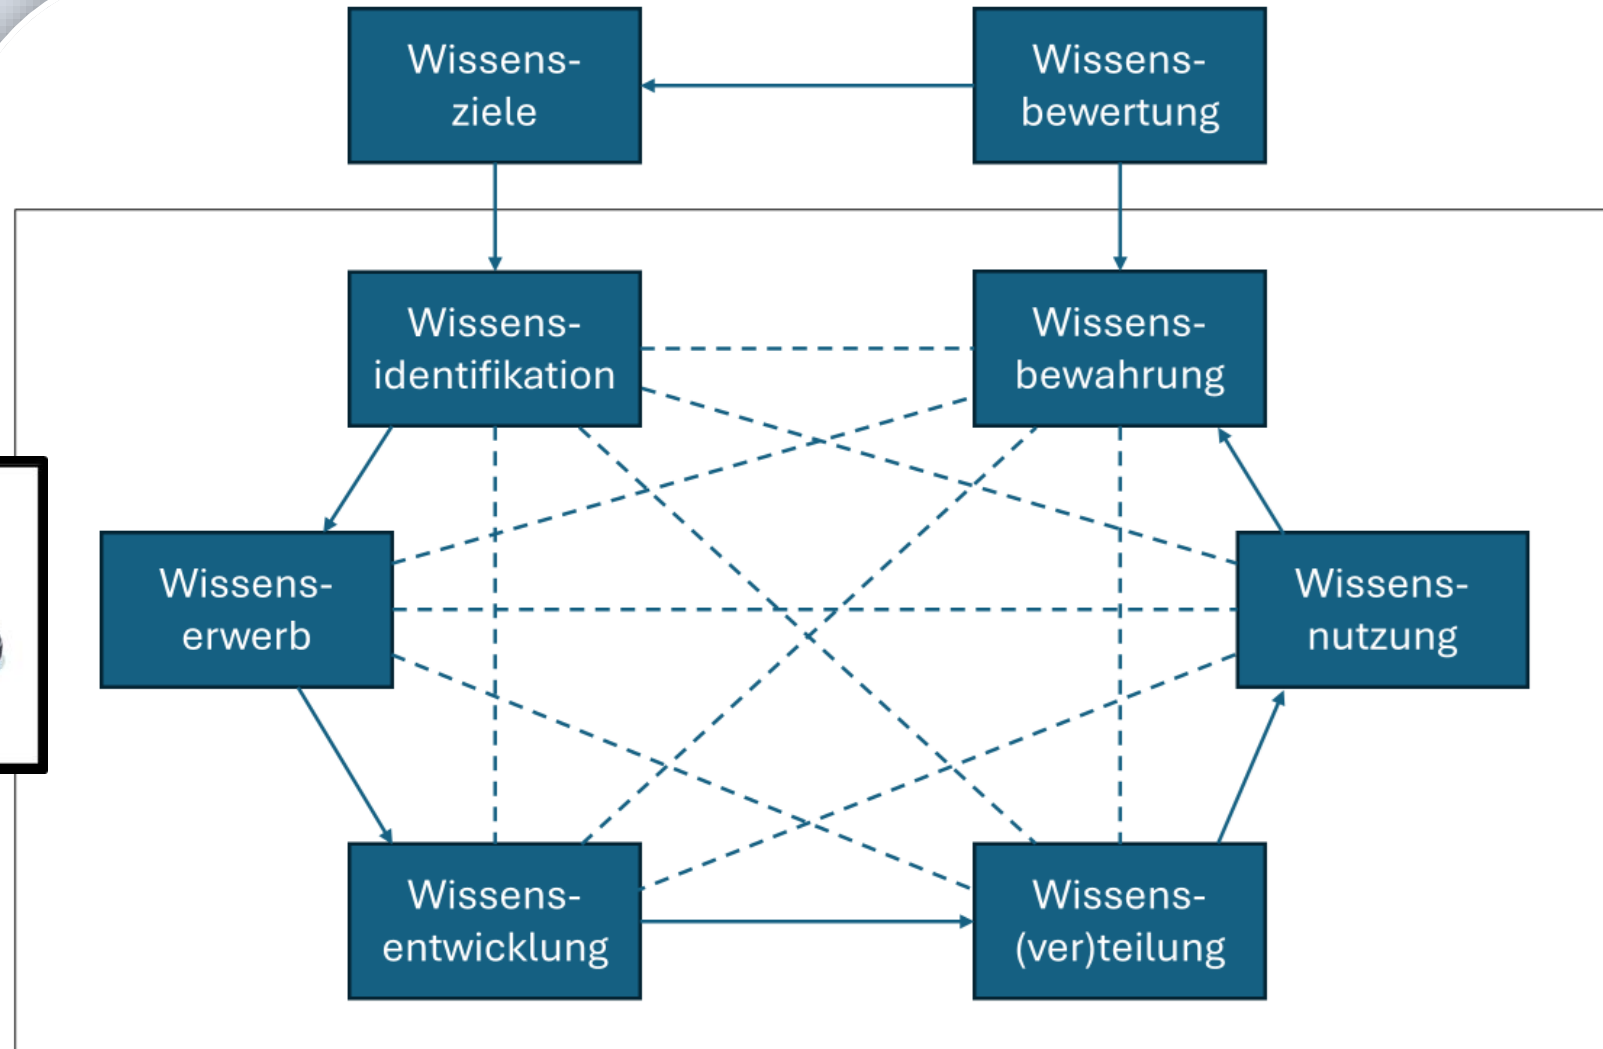 Wissens-
ziele
Wissens-
bewertung
Wissens-
identifikation
Wissens-
bewahrung
Wissens-
erwerb
Wissens-
nutzung
Wissens-
entwicklung
Wissens-
(ver)teilung